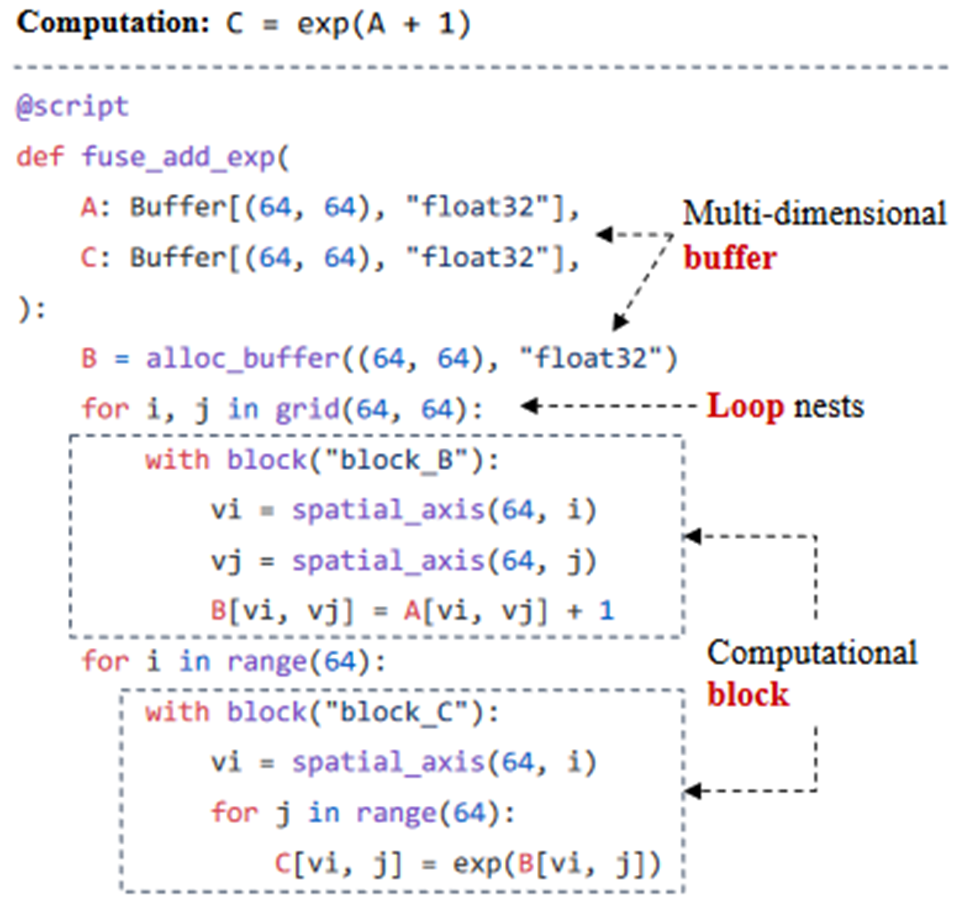 Computation: C = exp(A + 1)
@script
def fuse_add_exp(
    A: Buffer[(64, 64), "float32"],
    C: Buffer[(64, 64), "float32"],
):
    B = alloc_buffer((64, 64), "float32")
    for i, j in grid(64, 64):
        with block("block_B"):
            vi = spatial_axis(64, i)
            vj = spatial_axis(64, j)
            B[vi, vj] = A[vi, vj] + 1
    for i in range(64):
        with block("block_C"):
            vi = spatial_axis(64, i)
            for j in range(64):
                C[vi, j] = exp(B[vi, j])
Multi-dimensional
buffer
Loop nests
Computational
block